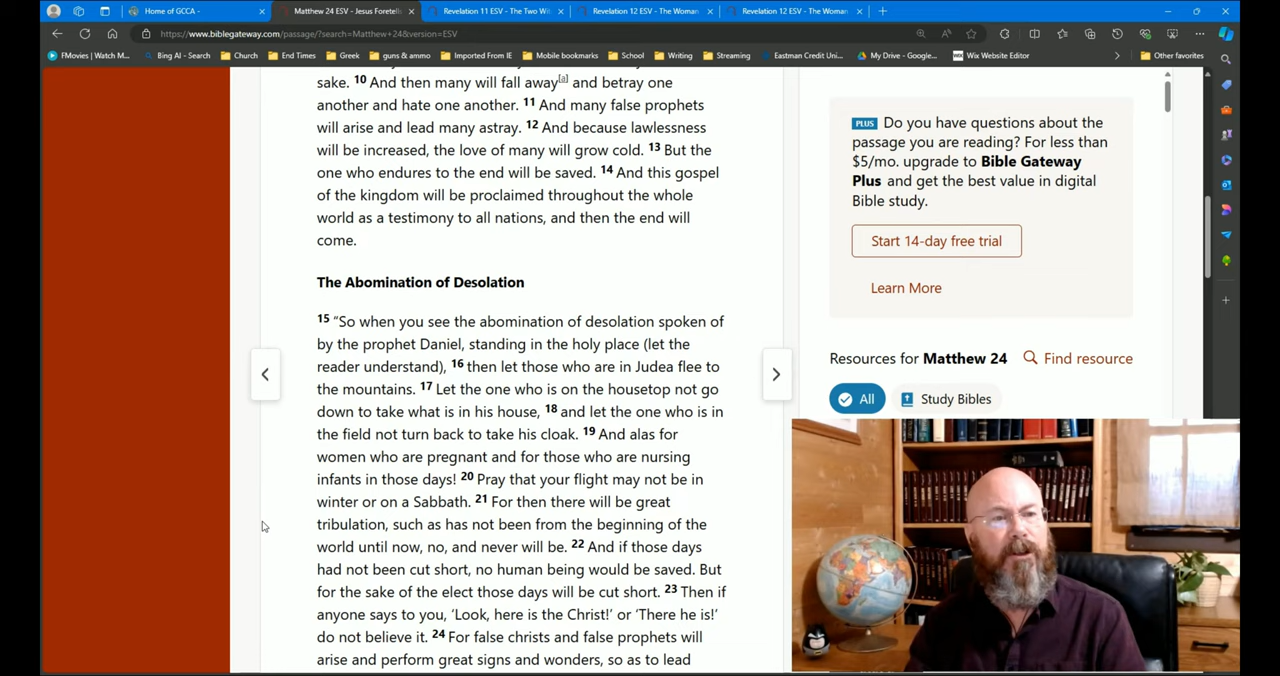 Home of GCCA -
Matthew 24 ESV - Jesus Foretells
Revelation 11 ESV - The Two Wit
Revelation 12 ESV - The Woman
Revelation 12 ESV - The Woman
https://www.biblegateway.com/passage/?search=Matthew+24&version=ESV
FMovies | Watch M...
Bing AI - Search
Church
End Times
Greek
guns & ammo
Imported From IE
Mobile bookmarks
School
Writing
Streaming
Eastman Credit Uni...
My Drive - Google...
Wix Website Editor
Other favorites
sake. 10 And then many will fall away[a] and betray one
another and hate one another. 11 And many false prophets
will arise and lead many astray. 12 And because lawlessness
will be increased, the love of many will grow cold. 13 But the
one who endures to the end will be saved. 14 And this gospel
of the kingdom will be proclaimed throughout the whole
world as a testimony to all nations, and then the end will
come.
The Abomination of Desolation
15 “So when you see the abomination of desolation spoken of
by the prophet Daniel, standing in the holy place (let the
reader understand), 16 then let those who are in Judea flee to
the mountains. 17 Let the one who is on the housetop not go
down to take what is in his house, 18 and let the one who is in
the field not turn back to take his cloak. 19 And alas for
women who are pregnant and for those who are nursing
infants in those days! 20 Pray that your flight may not be in
winter or on a Sabbath. 21 For then there will be great
tribulation, such as has not been from the beginning of the
world until now, no, and never will be. 22 And if those days
had not been cut short, no human being would be saved. But
for the sake of the elect those days will be cut short. 23 Then if
anyone says to you, ‘Look, here is the Christ!’ or ‘There he is!’
do not believe it. 24 For false christs and false prophets will
arise and perform great signs and wonders, so as to lead
PLUS Do you have questions about the
passage you are reading? For less than
$5/mo. upgrade to Bible Gateway
Plus and get the best value in digital
Bible study.
Start 14-day free trial
Learn More
Resources for Matthew 24
Find resource
All
Study Bibles